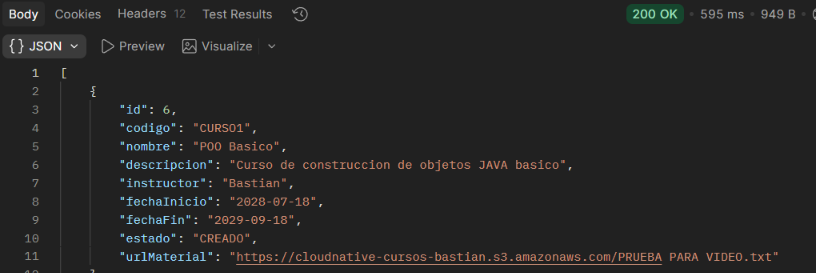 Body Cookies Headers 12 Test Results 200 OK • 595 ms • 949 B •
{} JSON Preview Visualize
1 [
2 {
3 "id": 6,
4 "codigo": "CURSO1",
5 "nombre": "POO Basico",
6 "descripcion": "Curso de construccion de objetos JAVA basico",
7 "instructor": "Bastian",
8 "fechaInicio": "2028-07-18",
9 "fechaFin": "2029-09-18",
10 "estado": "CREADO",
11 "urlMaterial": "https://cloudnative-cursos-bastian.s3.amazonaws.com/PRUEBA PARA VIDEO.txt"